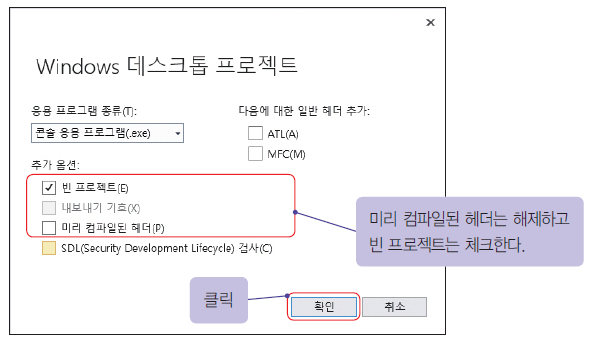 Windows 데스크톱 프로젝트
응용 프로그램 종류(T):
콘솔 응용 프로그램(.exe)
다음에 대한 일반 헤더 추가:
ATL(A)
MFC(M)
추가 옵션:
빈 프로젝트(E)
내보내기 기호(X)
미리 컴파일된 헤더(P)
SDL(Security Development Lifecycle) 검사(C)
미리 컴파일된 헤더는 해제하고
빈 프로젝트는 체크한다.
클릭
확인
취소